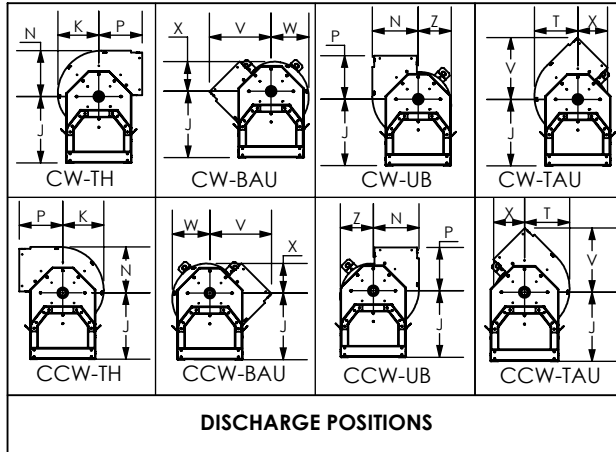 K P
N
J
CW-TH
V W
X
J
CW-BAU
N Z
P
J
CW-UB
T X
V
J
CW-TAU
P K
N
J
CCW-TH
W V
X
J
CCW-BAU
Z N
P
J
CCW-UB
X T
V
J
CCW-TAU
DISCHARGE POSITIONS